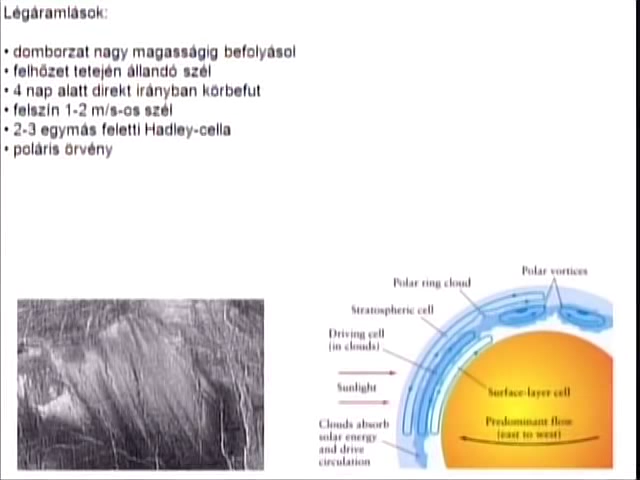 Légáramlások:
• domborzat nagy magasságig befolyásol
• felhőzet tetején állandó szél
• 4 nap alatt direkt irányban körbefut
• felszín 1-2 m/s-os szél
• 2-3 egymás feletti Hadley-cella
• poláris örvény
Polar vortices
Polar ring cloud
Stratospheric cell
Driving cell
(in clouds)
Sunlight
Surface-layer cell
Clouds absorb
solar energy
and drive
circulation
Predominant flow
(east to west)